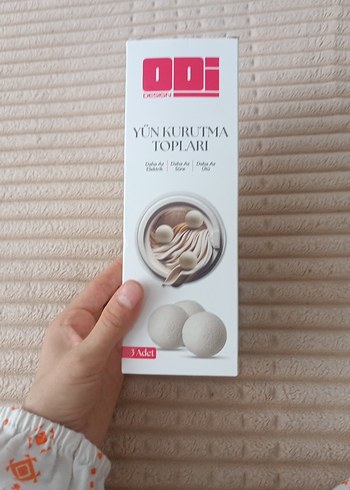 ODi
DESIGN
YÜN KURUTMA
TOPLARI
Daha Az Daha Az Daha Az
Elektrik Süre Ütü
3 Adet